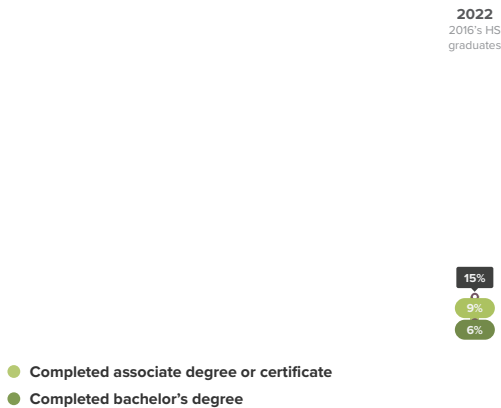 2022
2016's HS
graduates
15%
9%
6%
Completed associate degree or certificate
Completed bachelor's degree